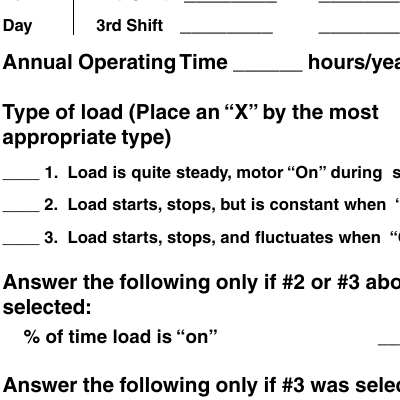 Day 3rd Shift ________ ________
Annual Operating Time ______ hours/yea
Type of load (Place an “X” by the most
appropriate type)
____ 1. Load is quite steady, motor “On” during s
____ 2. Load starts, stops, but is constant when “
____ 3. Load starts, stops, and fluctuates when “O
Answer the following only if #2 or #3 abo
selected:
% of time load is “on” __
Answer the following only if #3 was selec